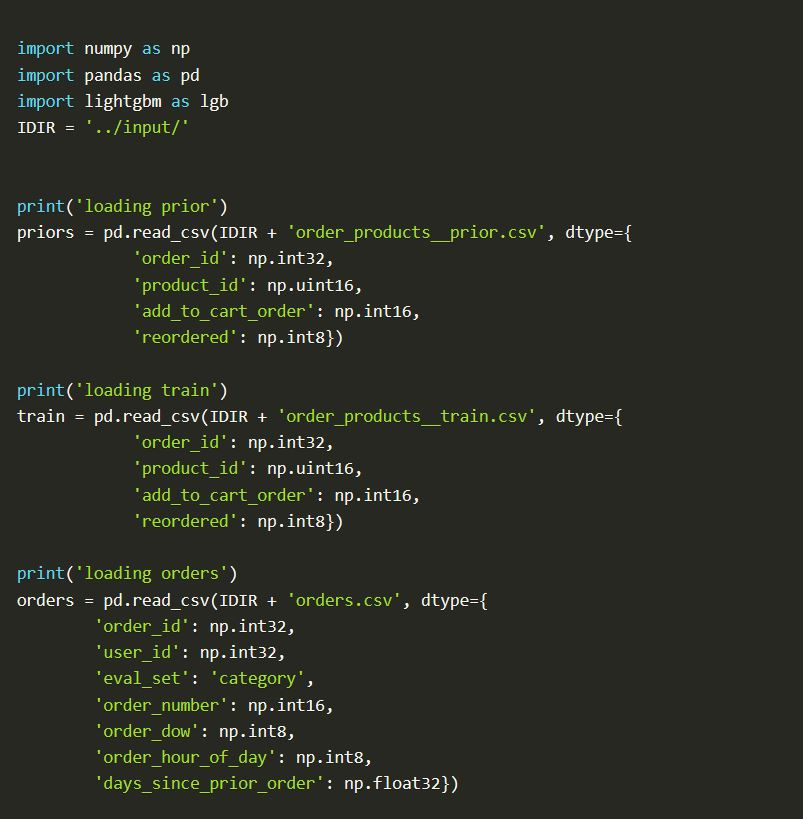 import numpy as np
import pandas as pd
import lightgbm as lgb
IDIR = '../input/'
print('loading prior')
priors = pd.read_csv(IDIR + 'order_products__prior.csv', dtype={
            'order_id': np.int32,
            'product_id': np.uint16,
            'add_to_cart_order': np.int16,
            'reordered': np.int8})
print('loading train')
train = pd.read_csv(IDIR + 'order_products__train.csv', dtype={
            'order_id': np.int32,
            'product_id': np.uint16,
            'add_to_cart_order': np.int16,
            'reordered': np.int8})
print('loading orders')
orders = pd.read_csv(IDIR + 'orders.csv', dtype={
        'order_id': np.int32,
        'user_id': np.int32,
        'eval_set': 'category',
        'order_number': np.int16,
        'order_dow': np.int8,
        'order_hour_of_day': np.int8,
        'days_since_prior_order': np.float32})